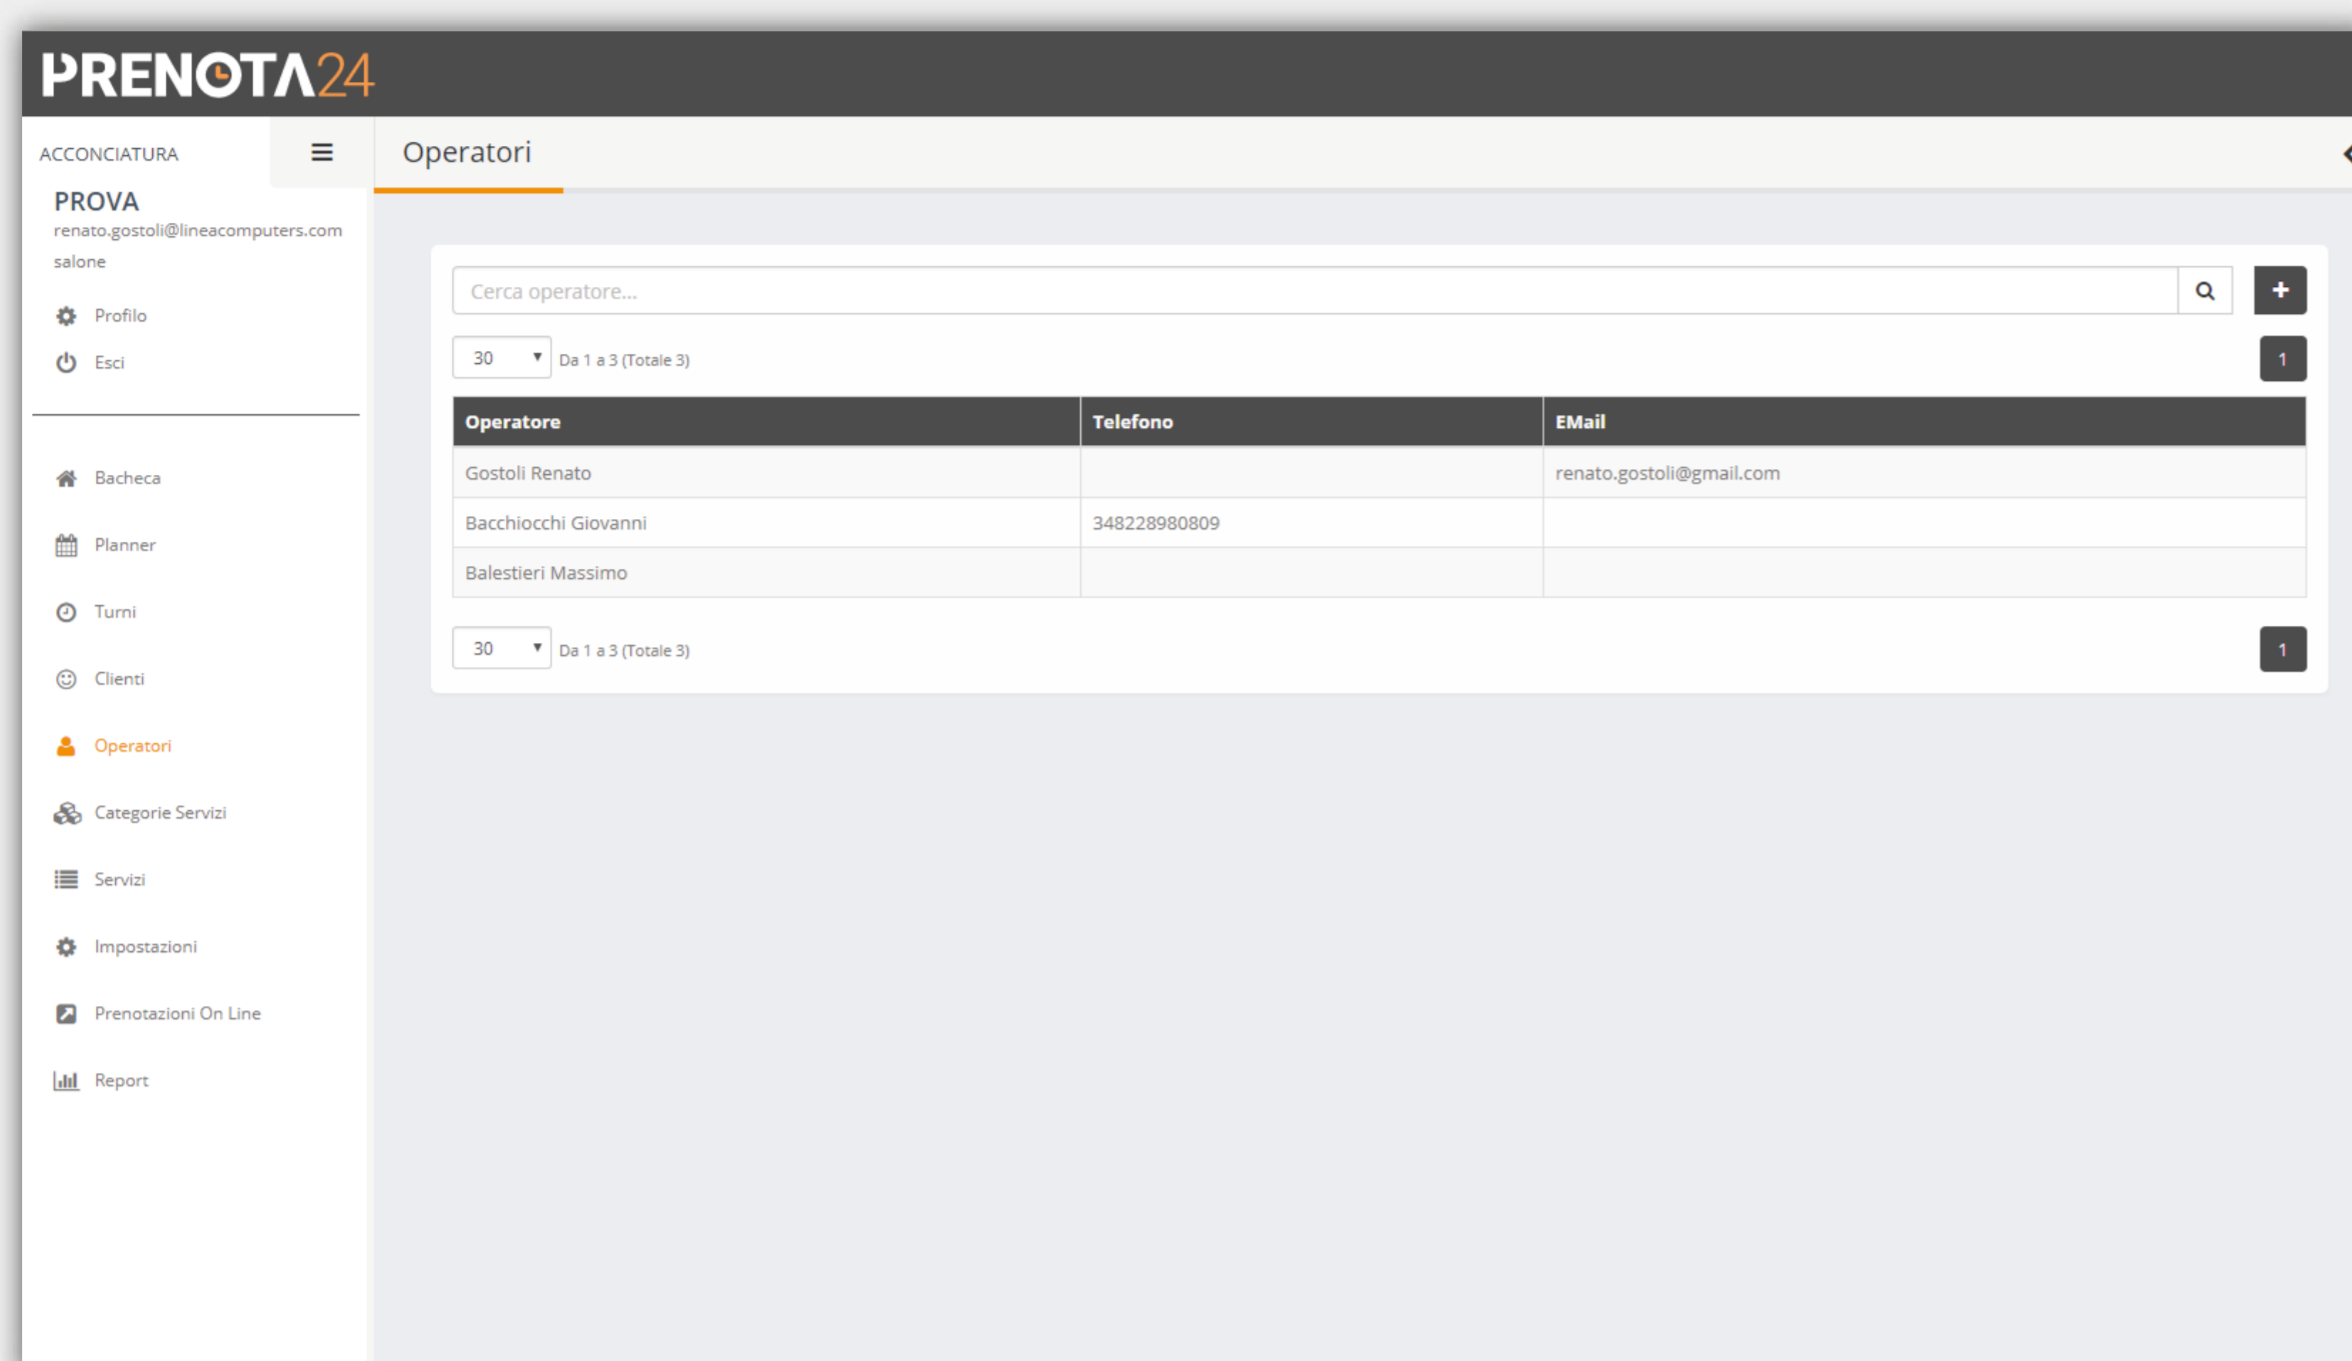 PRENOTA24
ACCONCIATURA
Operatori
PROVA
renato.gostoli@lineacomputers.com
salone
Profilo
Esci
Bacheca
Planner
Turni
Clienti
Operatori
Categorie Servizi
Servizi
Impostazioni
Prenotazioni On Line
Report
Cerca operatore...
30 Da 1 a 3 (Totale 3) 1
Operatore Telefono EMail
Gostoli Renato renato.gostoli@gmail.com
Bacchiocchi Giovanni 348228980809
Balestieri Massimo
30 Da 1 a 3 (Totale 3) 1